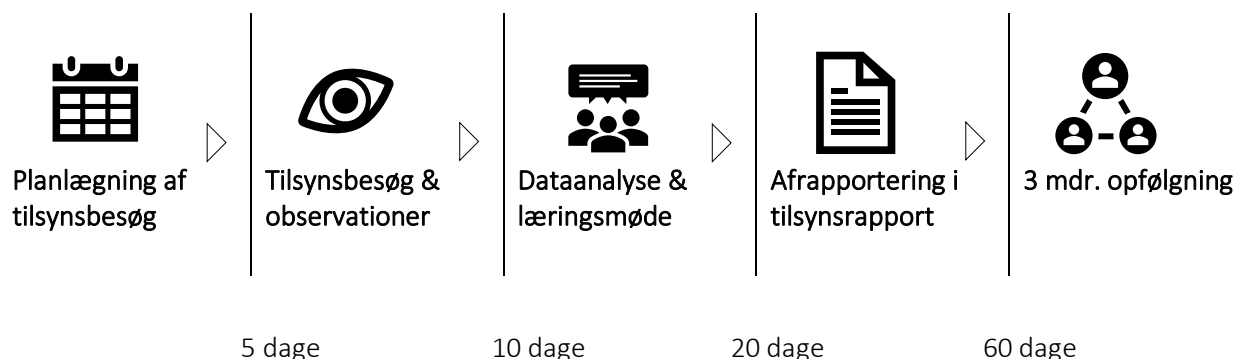 Planlægning af
tilsynsbesøg
Tilsynsbesøg &
observationer
Dataanalyse &
læringsmøde
Afrapportering i
tilsynsrapport
3 mdr. opfølgning
5 dage
10 dage
20 dage
60 dage